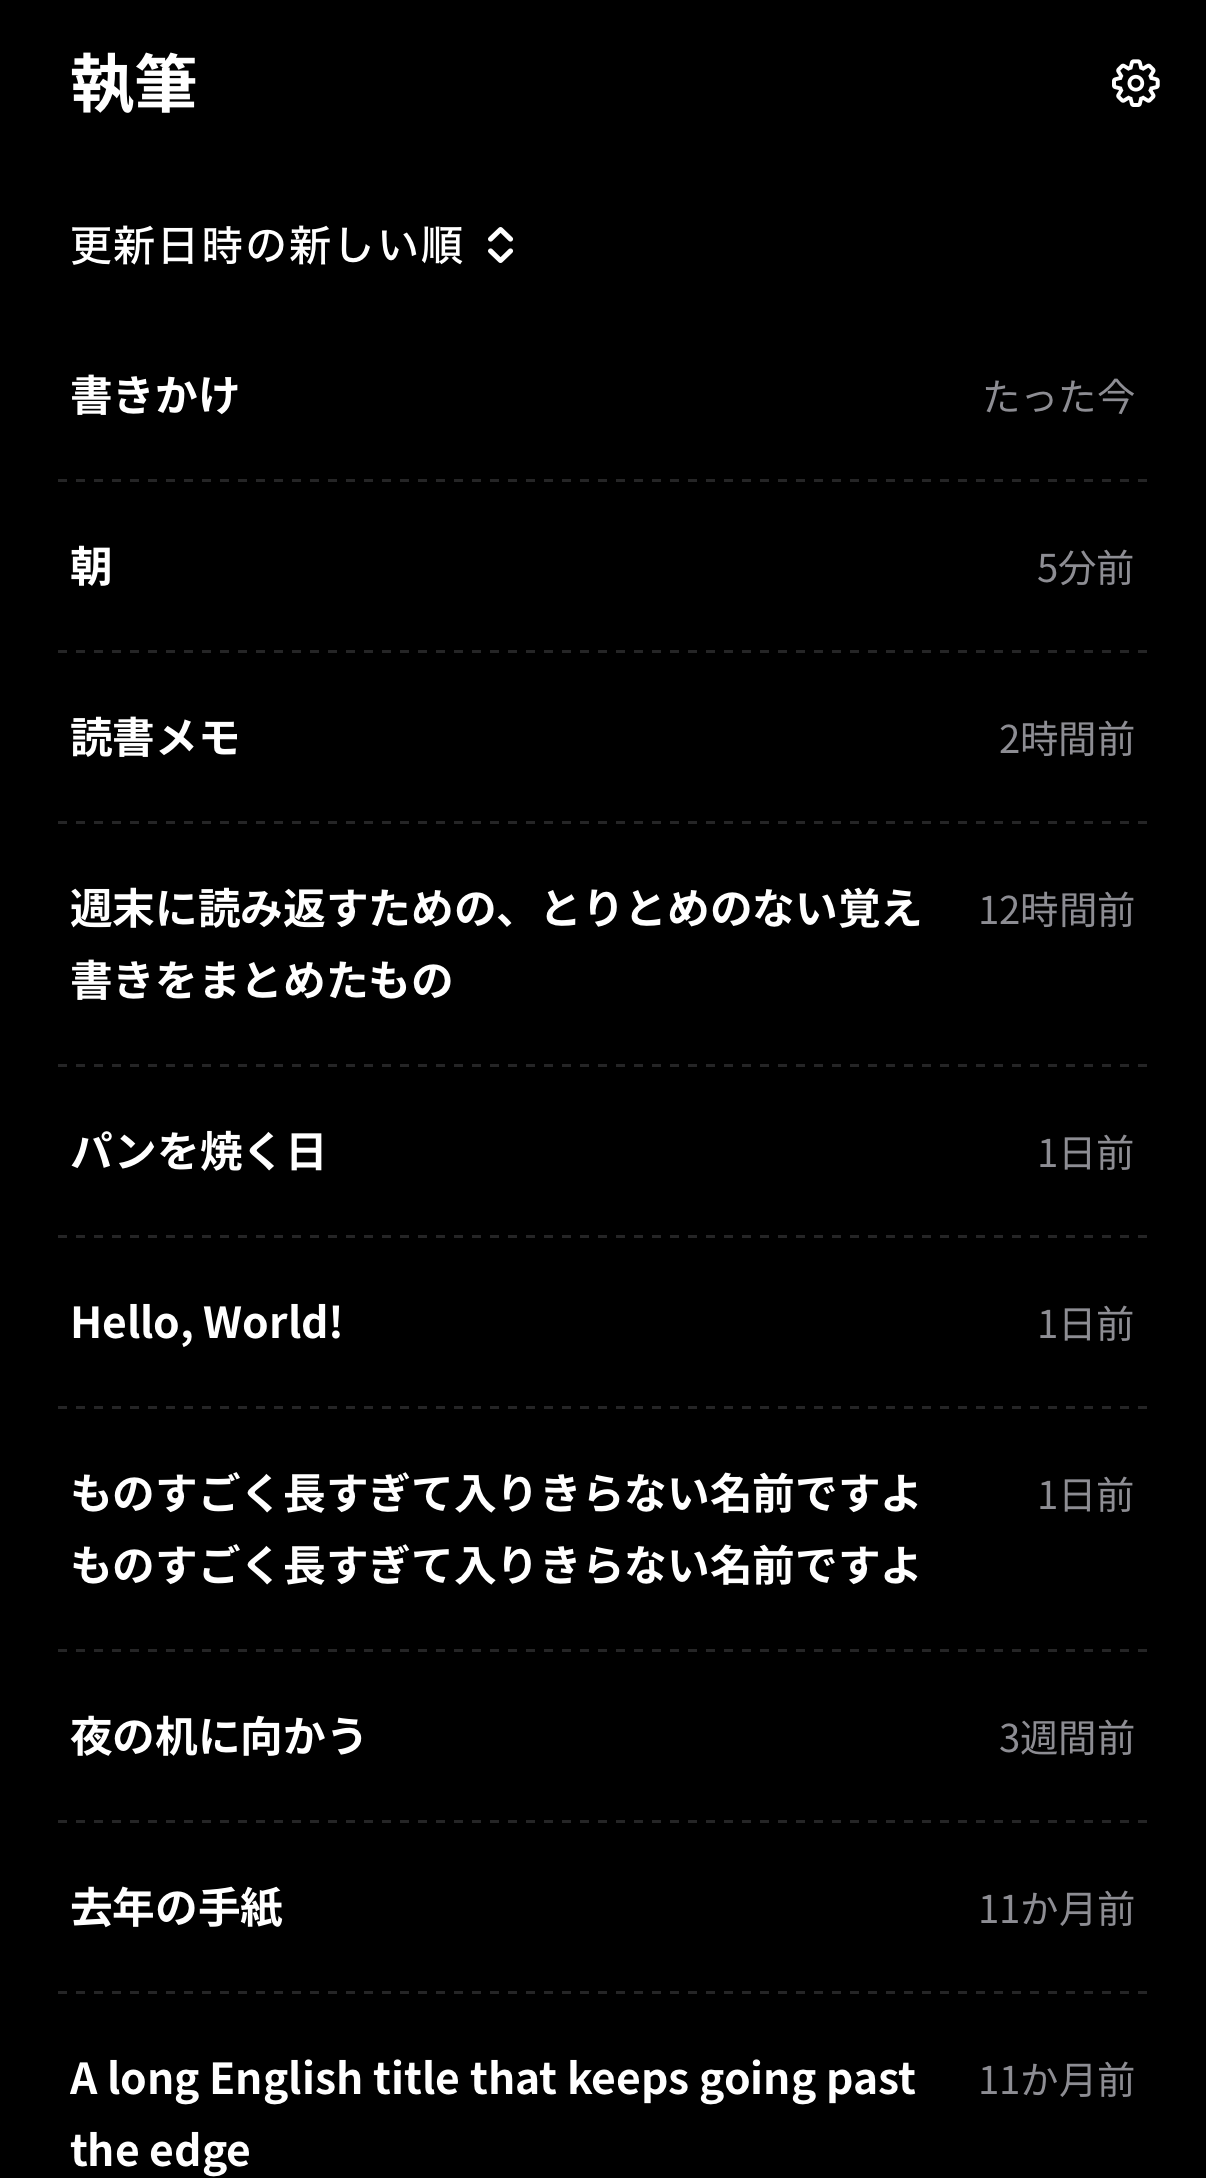 執筆
更新日時の新しい順
書きかけ たった今
朝 5分前
読書メモ 2時間前
週末に読み返すための、とりとめのない覚え 12時間前
書きをまとめたもの
パンを焼く日 1日前
Hello, World! 1日前
ものすごく長すぎて入りきらない名前ですよ 1日前
ものすごく長すぎて入りきらない名前ですよ
夜の机に向かう 3週間前
去年の手紙 11か月前
A long English title that keeps going past 11か月前
the edge